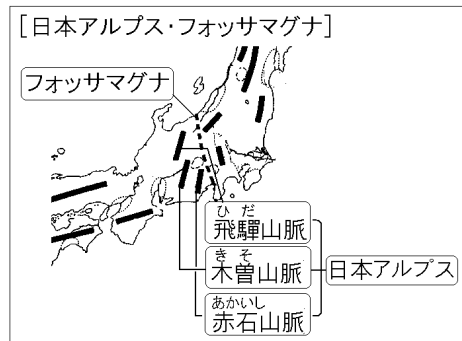 [日本アルプス・フォッサマグナ]
フォッサマグナ
ひだ
飛驒山脈
きそ
木曽山脈
日本アルプス
あかいし
赤石山脈